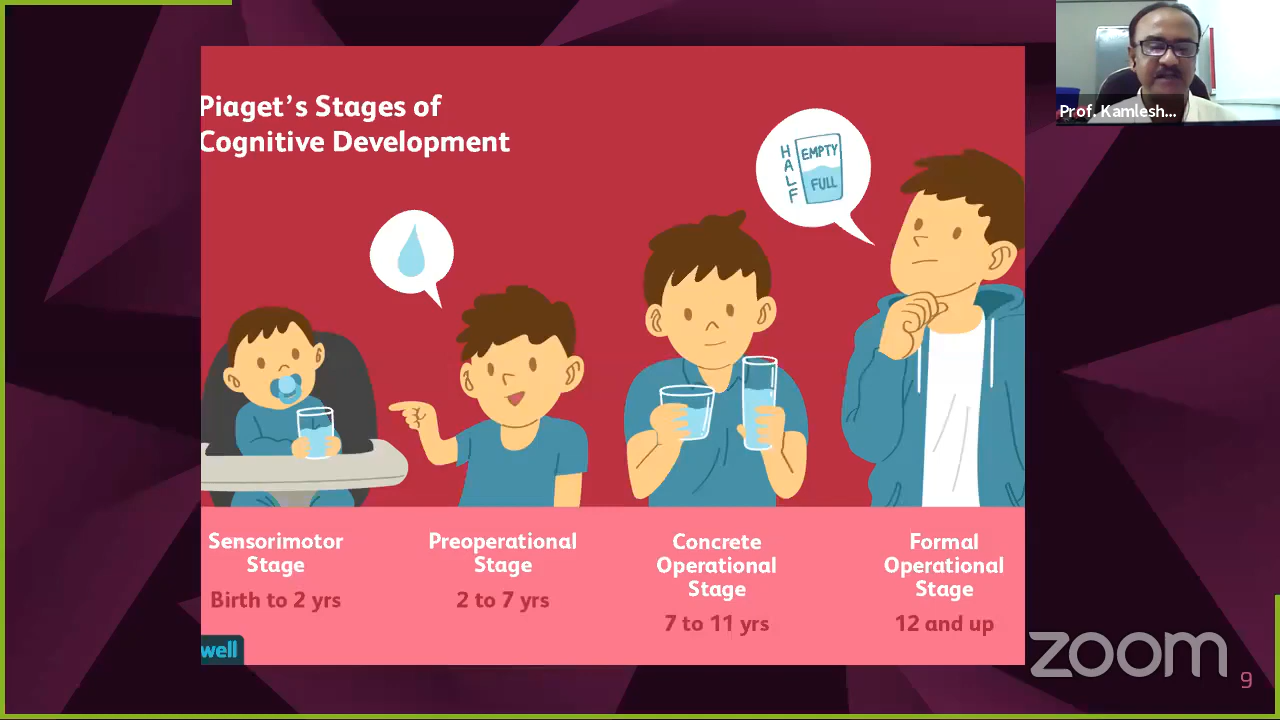 Prof. Kamlesh...
Piaget's Stages of
Cognitive Development
HALF
EMPTY
FULL
Sensorimotor
Stage
Birth to 2 yrs
Preoperational
Stage
2 to 7 yrs
Concrete
Operational
Stage
7 to 11 yrs
Formal
Operational
Stage
12 and up
well
zoom
9